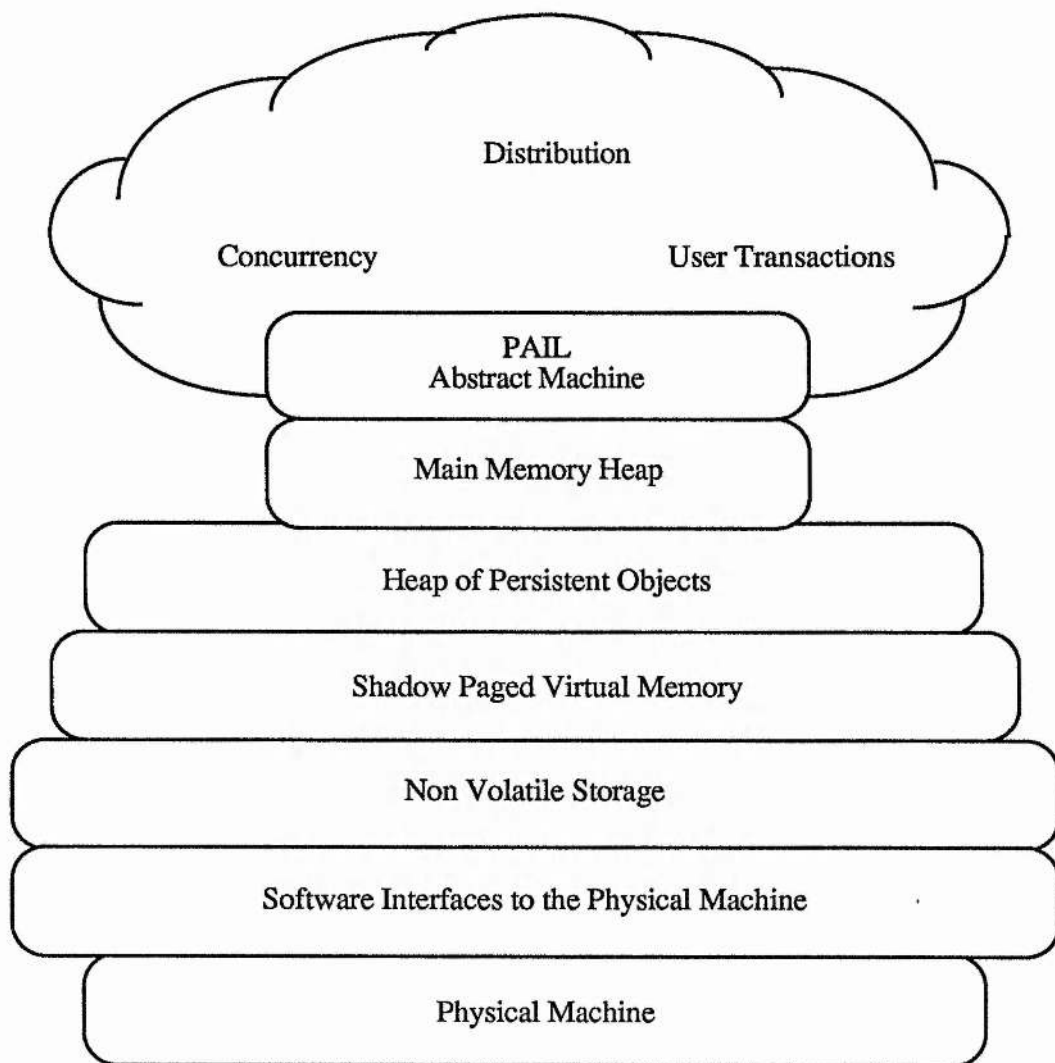 Distribution
Concurrency
User Transactions
PAIL
Abstract Machine
Main Memory Heap
Heap of Persistent Objects
Shadow Paged Virtual Memory
Non Volatile Storage
Software Interfaces to the Physical Machine
Physical Machine